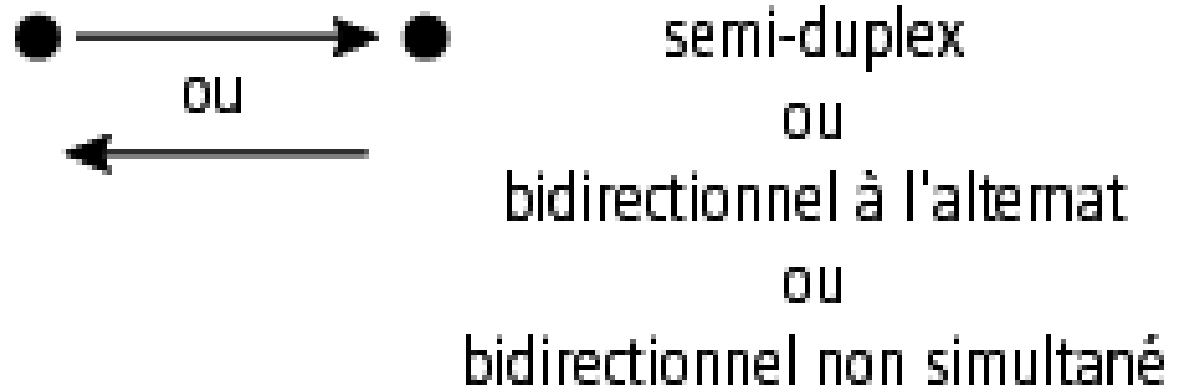 ou
semi-duplex
ou
bidirectionnel à l'alternat
ou
bidirectionnel non simultané